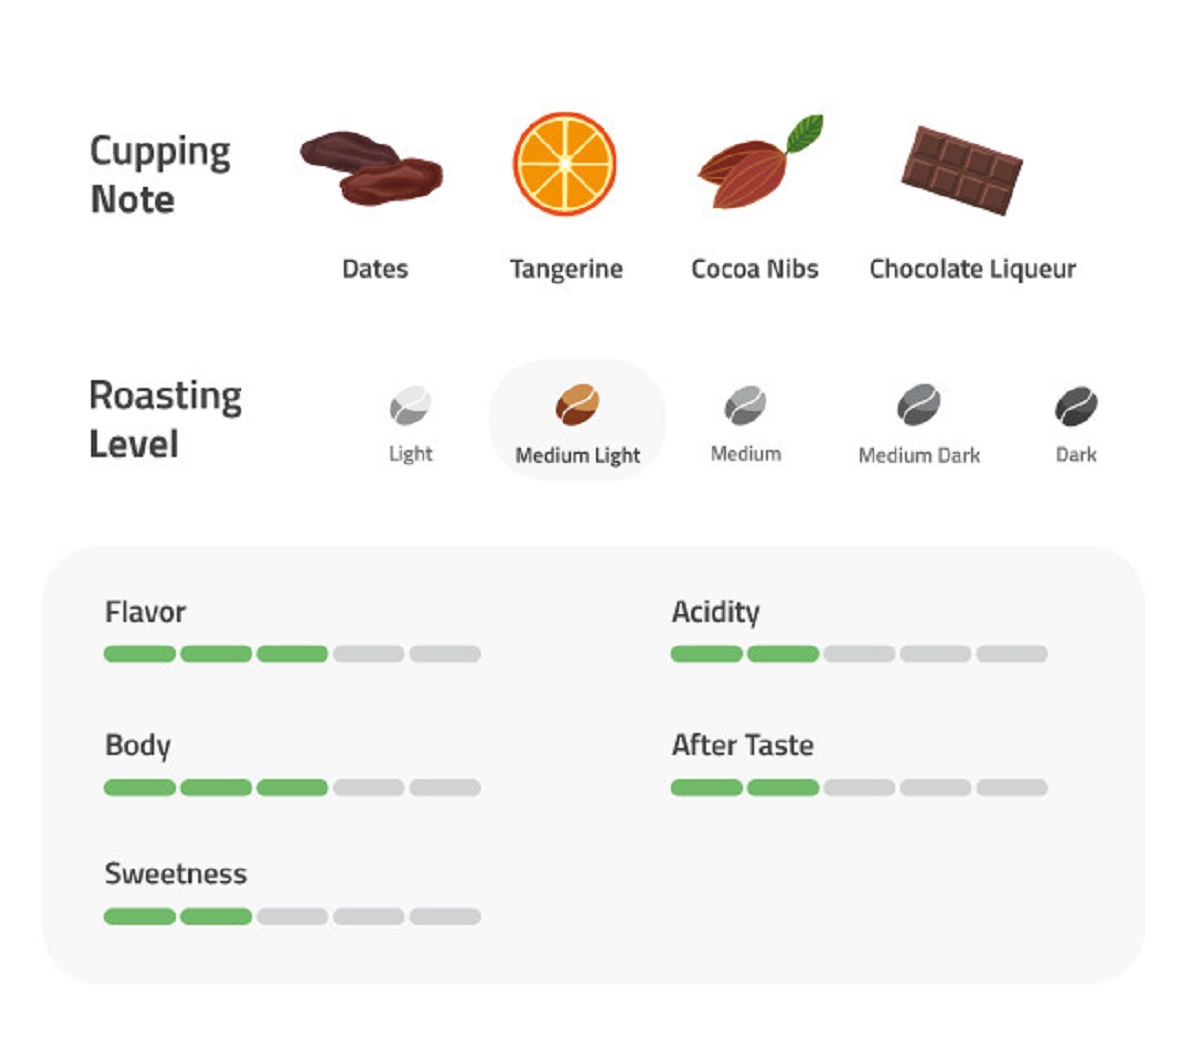 Cupping
Note
Dates
Tangerine
Cocoa Nibs
Chocolate Liqueur
Roasting
Level
Light
Medium Light
Medium
Medium Dark
Dark
Flavor
Acidity
Body
After Taste
Sweetness